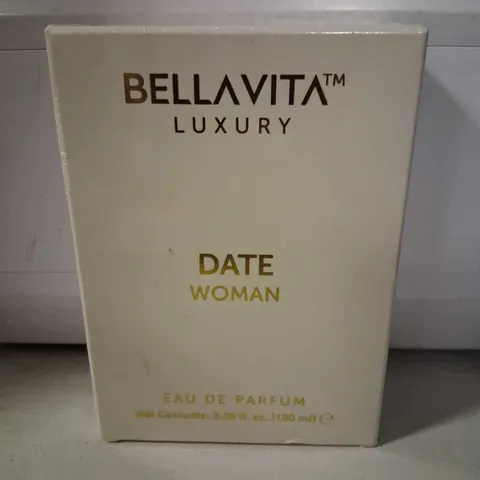 BELLAVITA™
LUXURY
DATE
WOMAN
EAU DE PARFUM
Net Contents: 3.38 fl. oz. (100 ml) ℮